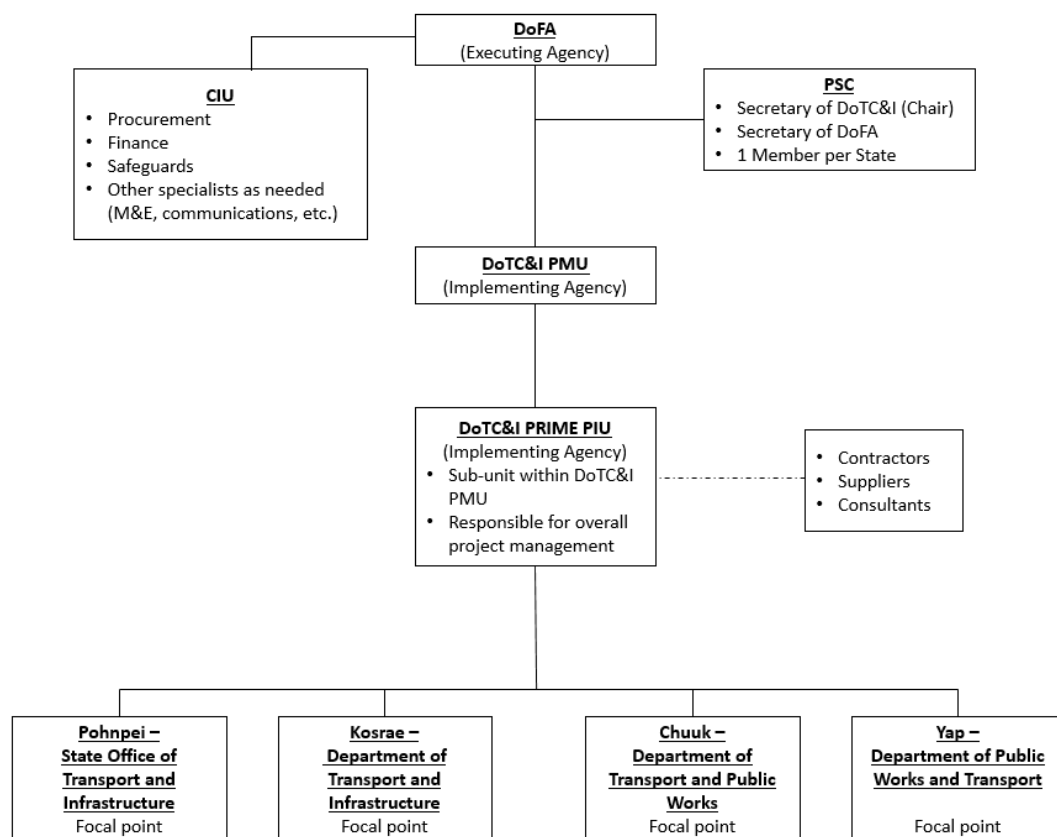 DoFA
(Executing Agency)
CIU
• Procurement
• Finance
• Safeguards
• Other specialists as needed
(M&E, communications, etc.)
PSC
• Secretary of DoTC&I (Chair)
• Secretary of DoFA
• 1 Member per State
DoTC&I PMU
(Implementing Agency)
DoTC&I PRIME PIU
(Implementing Agency)
• Sub-unit within DoTC&I
PMU
• Responsible for overall
project management
• Contractors
• Suppliers
• Consultants
Pohnpei –
State Office of
Transport and
Infrastructure
Focal point
Kosrae –
Department of
Transport and
Infrastructure
Focal point
Chuuk –
Department of
Transport and Public
Works
Focal point
Yap –
Department of Public
Works and Transport
Focal point